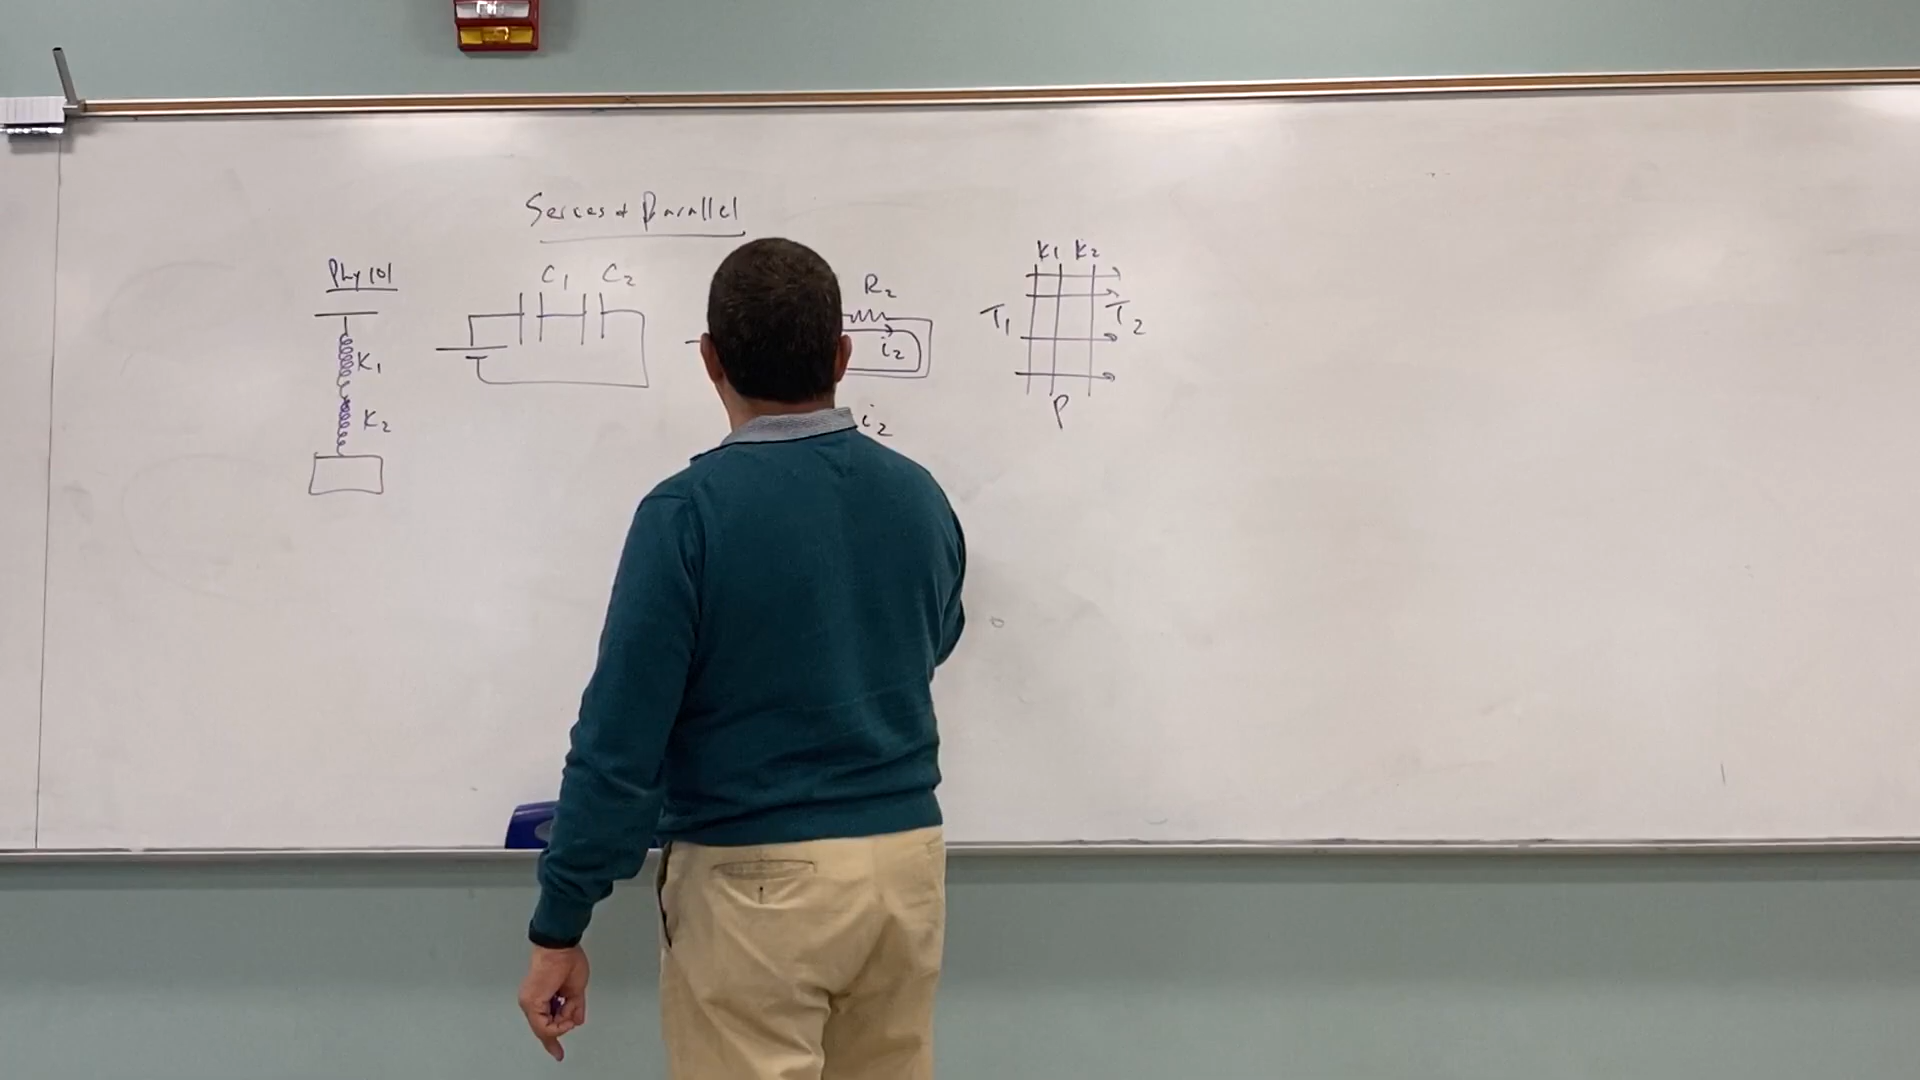 Series & Parallel
Phy 101
K1
K2
C1 C2
R2
i2
i2
K1 K2
T1 T2
P